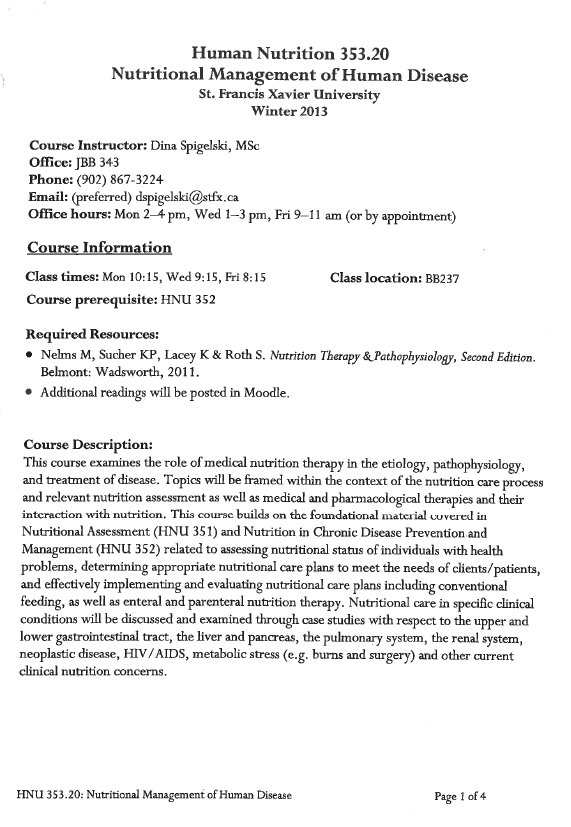 Human Nutrition 353.20
Nutritional Management of Human Disease
St. Francis Xavier University
Winter 2013
Course Instructor: Dina Spigelski, MSc
Office: JBB 343
Phone: (902) 867-3224
Email: (preferred) dspigelski@stfx.ca
Office hours: Mon 2–4 pm, Wed 1–3 pm, Fri 9–11 am (or by appointment)
Course Information
Class times: Mon 10:15, Wed 9:15, Fri 8:15 Class location: BB237
Course prerequisite: HNU 352
Required Resources:
• Nelms M, Sucher KP, Lacey K & Roth S. Nutrition Therapy & Pathophysiology, Second Edition.
Belmont: Wadsworth, 2011.
• Additional readings will be posted in Moodle.
Course Description:
This course examines the role of medical nutrition therapy in the etiology, pathophysiology,
and treatment of disease. Topics will be framed within the context of the nutrition care process
and relevant nutrition assessment as well as medical and pharmacological therapies and their
interaction with nutrition. This course builds on the foundational material covered in
Nutritional Assessment (HNU 351) and Nutrition in Chronic Disease Prevention and
Management (HNU 352) related to assessing nutritional status of individuals with health
problems, determining appropriate nutritional care plans to meet the needs of clients/patients,
and effectively implementing and evaluating nutritional care plans including conventional
feeding, as well as enteral and parenteral nutrition therapy. Nutritional care in specific clinical
conditions will be discussed and examined through case studies with respect to the upper and
lower gastrointestinal tract, the liver and pancreas, the pulmonary system, the renal system,
neoplastic disease, HIV/AIDS, metabolic stress (e.g. burns and surgery) and other current
clinical nutrition concerns.
HNU 353.20: Nutritional Management of Human Disease Page 1 of 4